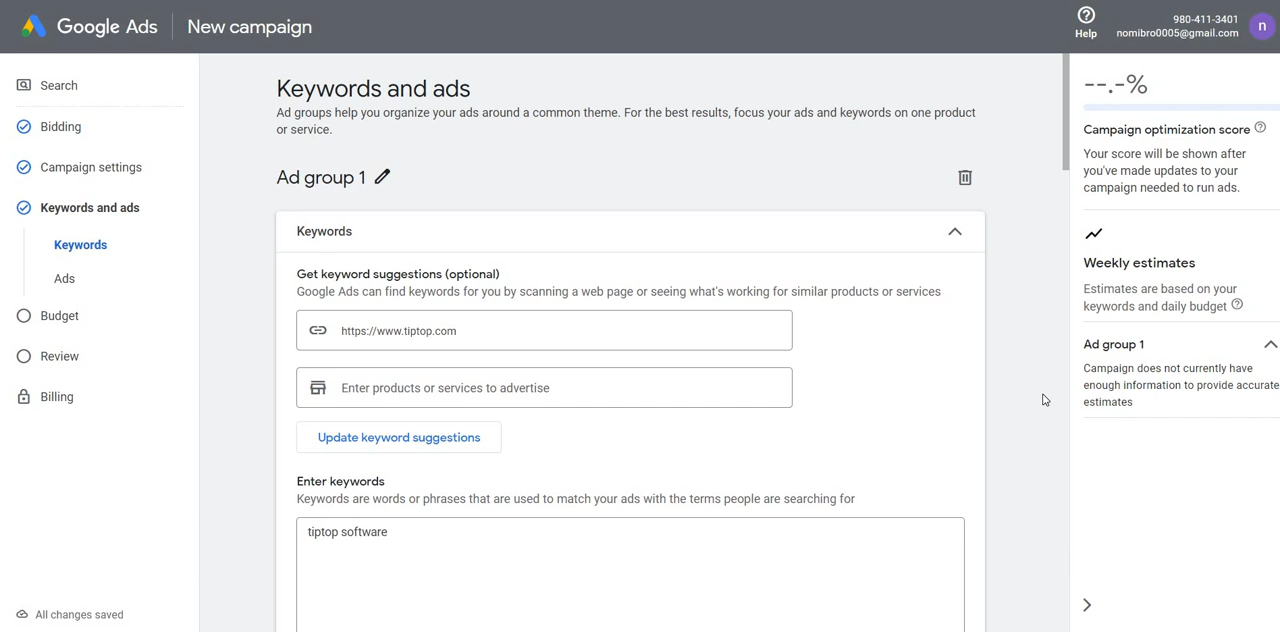 Google Ads
New campaign
Help
980-411-3401
nomibro0005@gmail.com
n
Search
Bidding
Campaign settings
Keywords and ads
Keywords
Ads
Budget
Review
Billing
All changes saved
Keywords and ads
Ad groups help you organize your ads around a common theme. For the best results, focus your ads and keywords on one product
or service.
Ad group 1
Keywords
Get keyword suggestions (optional)
Google Ads can find keywords for you by scanning a web page or seeing what's working for similar products or services
https://www.tiptop.com
Enter products or services to advertise
Update keyword suggestions
Enter keywords
Keywords are words or phrases that are used to match your ads with the terms people are searching for
tiptop software
--.-%
Campaign optimization score
Your score will be shown after
you've made updates to your
campaign needed to run ads.
Weekly estimates
Estimates are based on your
keywords and daily budget
Ad group 1
Campaign does not currently have
enough information to provide accurate
estimates